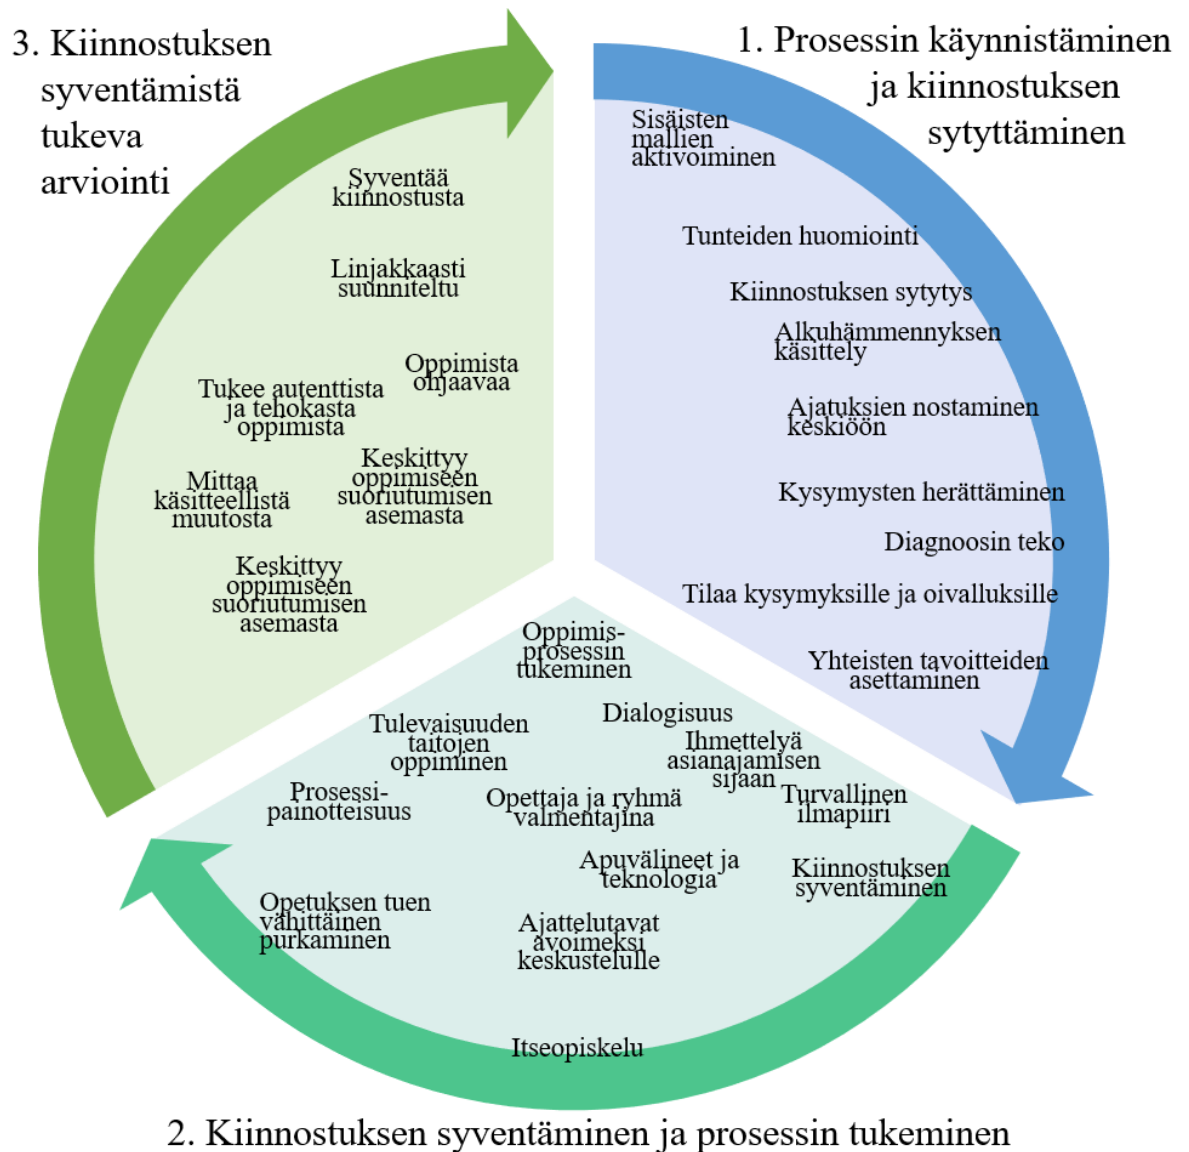 3. Kiinnostuksen
syventämistä
tukeva
arviointi
1. Prosessin käynnistäminen
ja kiinnostuksen
sytyttäminen
Sisäisten
mallien
aktivoiminen
Tunteiden huomiointi
Kiinnostuksen sytytys
Alkuhämmennyksen
käsittely
Ajatuksien nostaminen
keskiöön
Kysymysten herättäminen
Diagnoosin teko
Tilaa kysymyksille ja oivalluksille
Yhteisten tavoitteiden
asettaminen
Syventää
kiinnostusta
Linjakkaasti
suunniteltu
Oppimista
ohjaavaa
Tukee autenttista
ja tehokasta
oppimista
Keskittyy
oppimiseen
suoriutumisen
asemasta
Mittaa
käsitteellistä
muutosta
Keskittyy
oppimiseen
suoriutumisen
asemasta
Oppimis-
prosessin
tukeminen
Dialogisuus
Tulevaisuuden
taitojen
oppiminen
Ihmettelyä
asianajamisen
sijaan
Prosessi-
painotteisuus
Opettaja ja ryhmä
valmentajina
Turvallinen
ilmapiiri
Apuvälineet ja
teknologia
Kiinnostuksen
syventäminen
Opetuksen tuen
vähittäinen
purkaminen
Ajattelutavat
avoimeksi
keskustelulle
Itseopiskelu
2. Kiinnostuksen syventäminen ja prosessin tukeminen